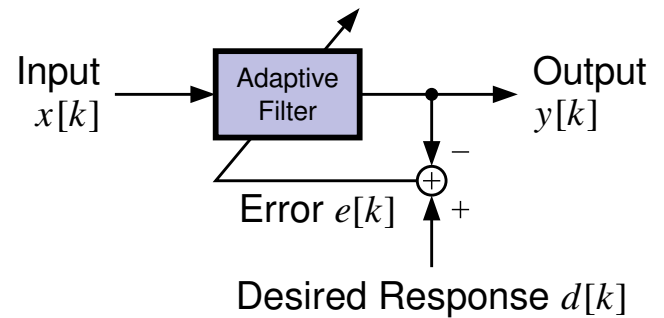 Input
x[k]
Adaptive
Filter
Output
y[k]
−
+
Error e[k]
+
Desired Response d[k]